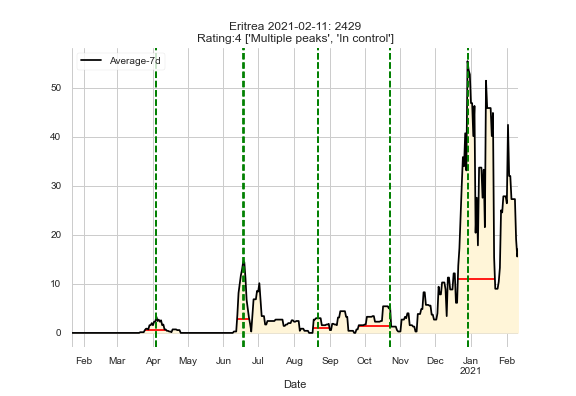 Eritrea 2021-02-11: 2429
Rating:4 ['Multiple peaks', 'In control']
Average-7d
50
40
30
20
10
0
Feb Mar Apr May Jun Jul Aug Sep Oct Nov Dec Jan Feb
2021
Date